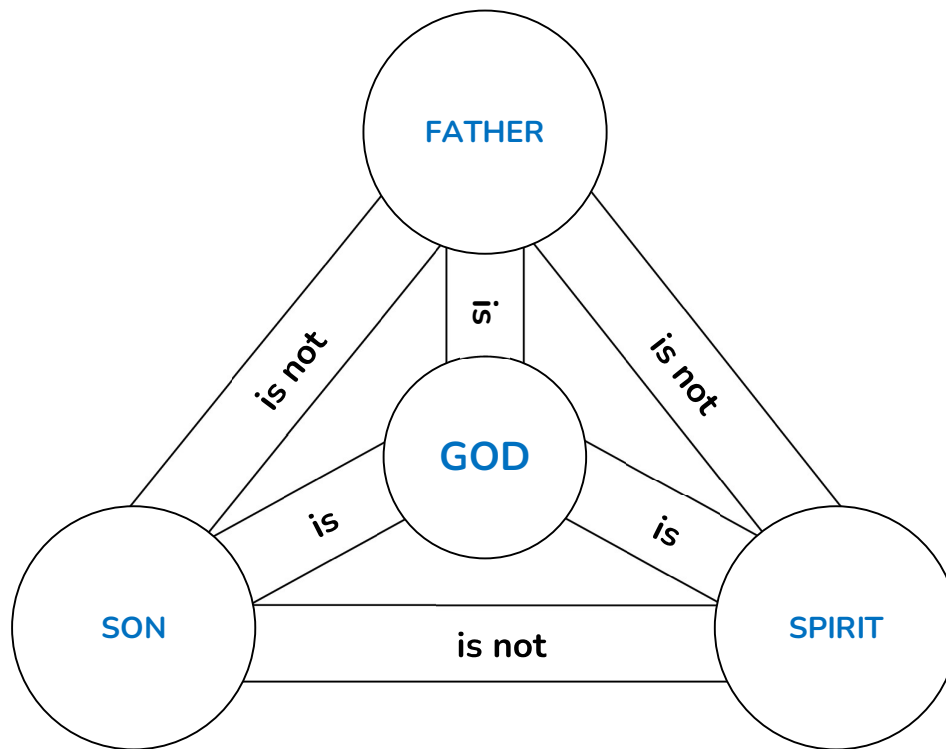 FATHER
is
is not
is not
GOD
is
is
SON
is not
SPIRIT